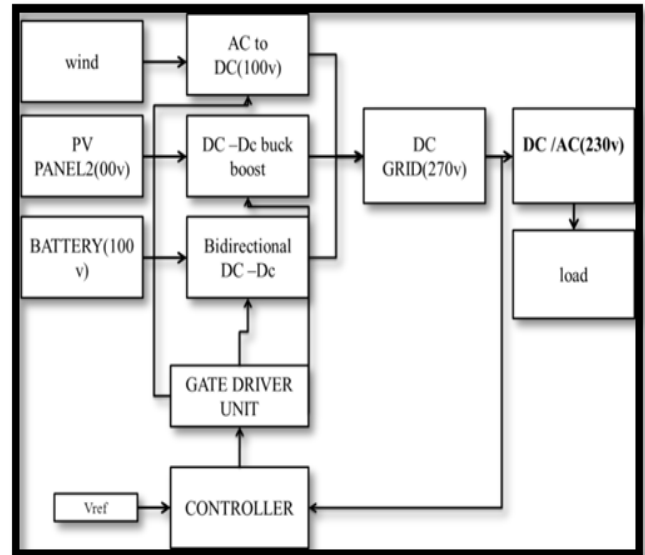 wind
AC to
DC(100v)
PV
PANEL2(00v)
DC –Dc buck
boost
DC
GRID(270v)
DC /AC(230v)
BATTERY(100
v)
Bidirectional
DC –Dc
load
GATE DRIVER
UNIT
Vref
CONTROLLER